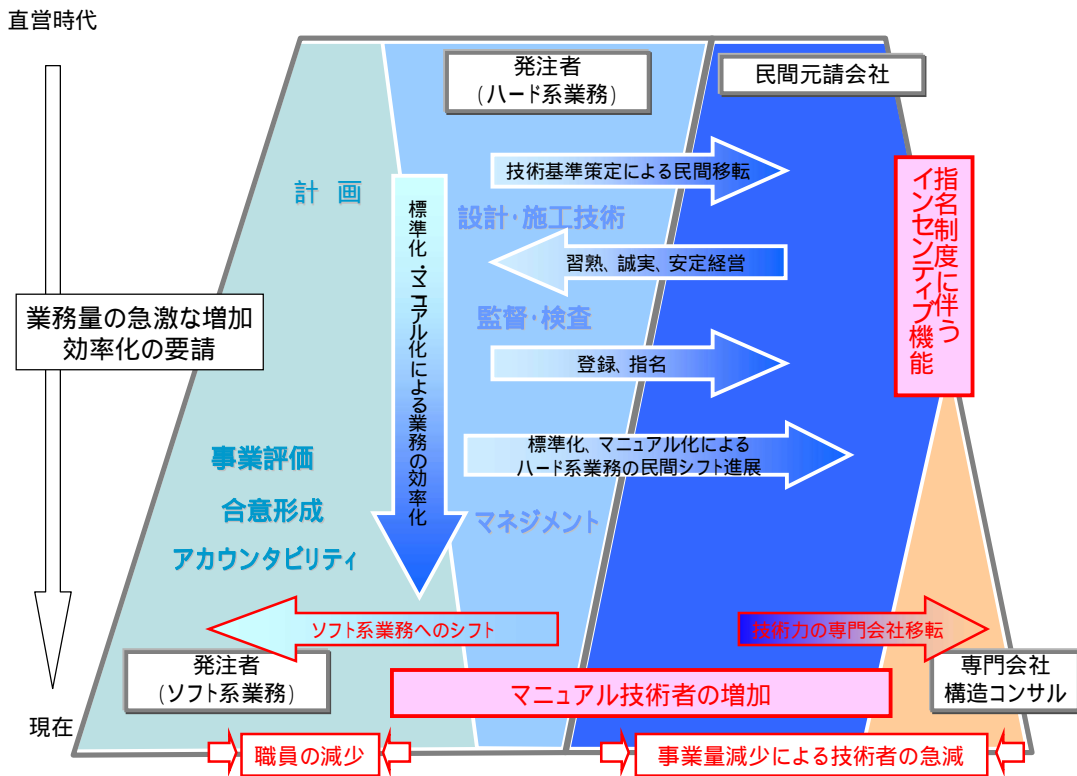 直営時代
発注者
(ハード系業務)
民間元請会社
技術基準策定による民間移転
計　画
設計・施工技術
指名制度に伴う
インセンティブ機能
標準化・マニュアル化による業務の効率化
習熟、誠実、安定経営
業務量の急激な増加
効率化の要請
監督・検査
登録、指名
標準化、マニュアル化による
ハード系業務の民間シフト進展
事業評価
合意形成
アカウンタビリティ
マネジメント
ソフト系業務へのシフト
技術力の専門会社移転
発注者
(ソフト系業務)
マニュアル技術者の増加
専門会社
構造コンサル
現在
職員の減少
事業量減少による技術者の急減